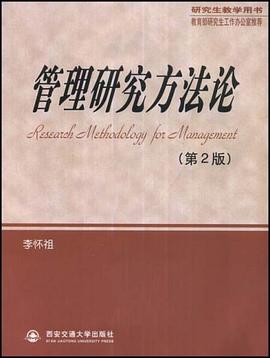 研究生教学用书
教育部研究生工作办公室推荐
管理研究方法论
Research Methodology for Management
(第2版)
李怀祖
西安交通大学出版社
XI'AN JIAOTONG UNIVERSITY PRESS